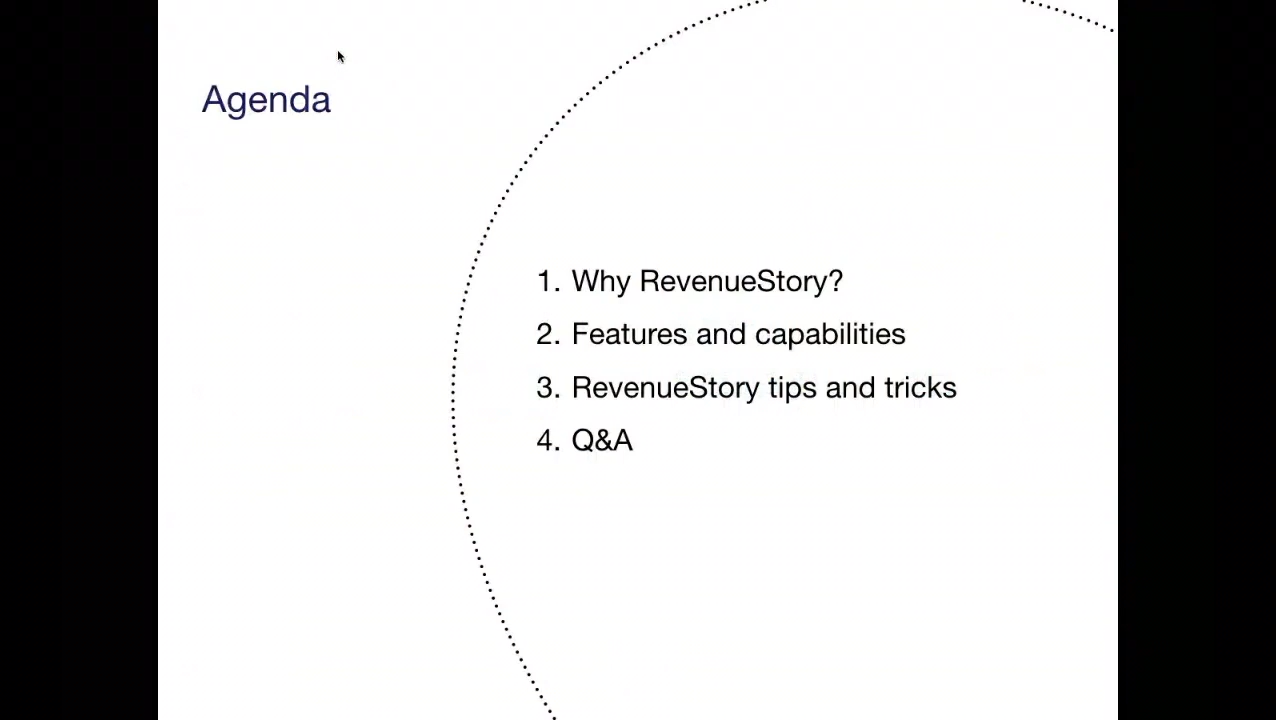 Agenda
1. Why RevenueStory?
2. Features and capabilities
3. RevenueStory tips and tricks
4. Q&A